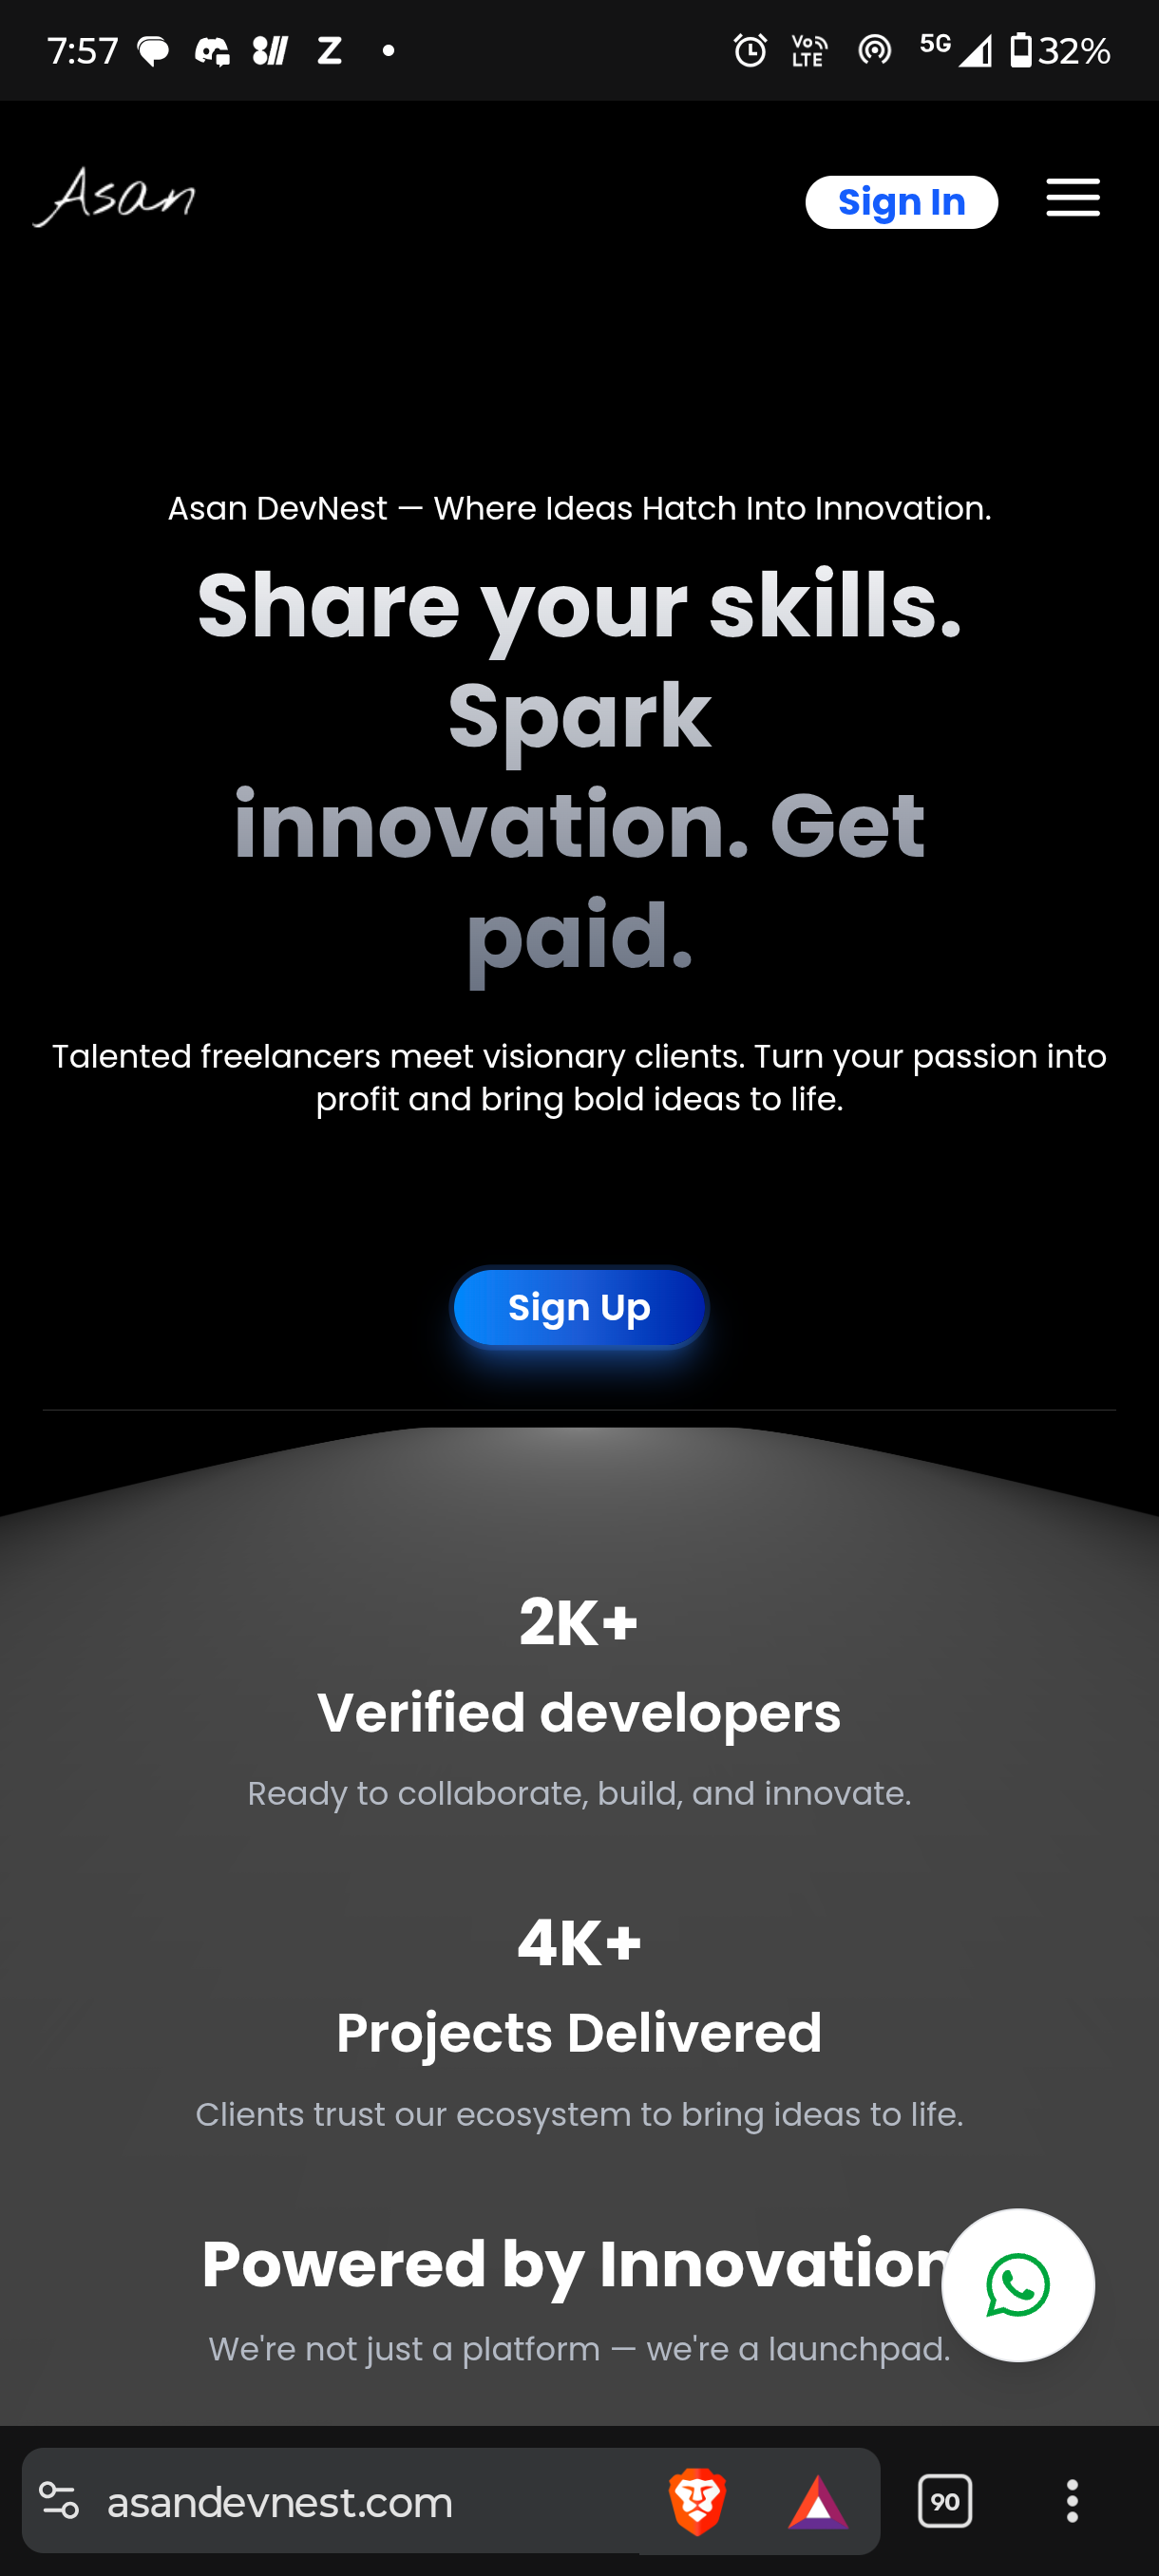 7:57
Vo LTE
5G
32%
Asan
Sign In
Asan DevNest — Where Ideas Hatch Into Innovation.
Share your skills.
Spark
innovation. Get
paid.
Talented freelancers meet visionary clients. Turn your passion into
profit and bring bold ideas to life.
Sign Up
2K+
Verified developers
Ready to collaborate, build, and innovate.
4K+
Projects Delivered
Clients trust our ecosystem to bring ideas to life.
Powered by Innovation
We're not just a platform — we're a launchpad.
asandevnest.com
90